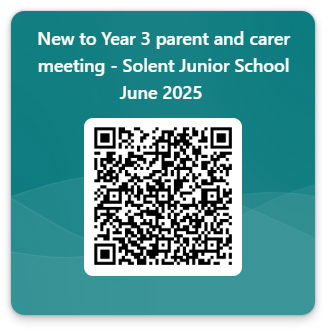 New to Year 3 parent and carer
meeting - Solent Junior School
June 2025